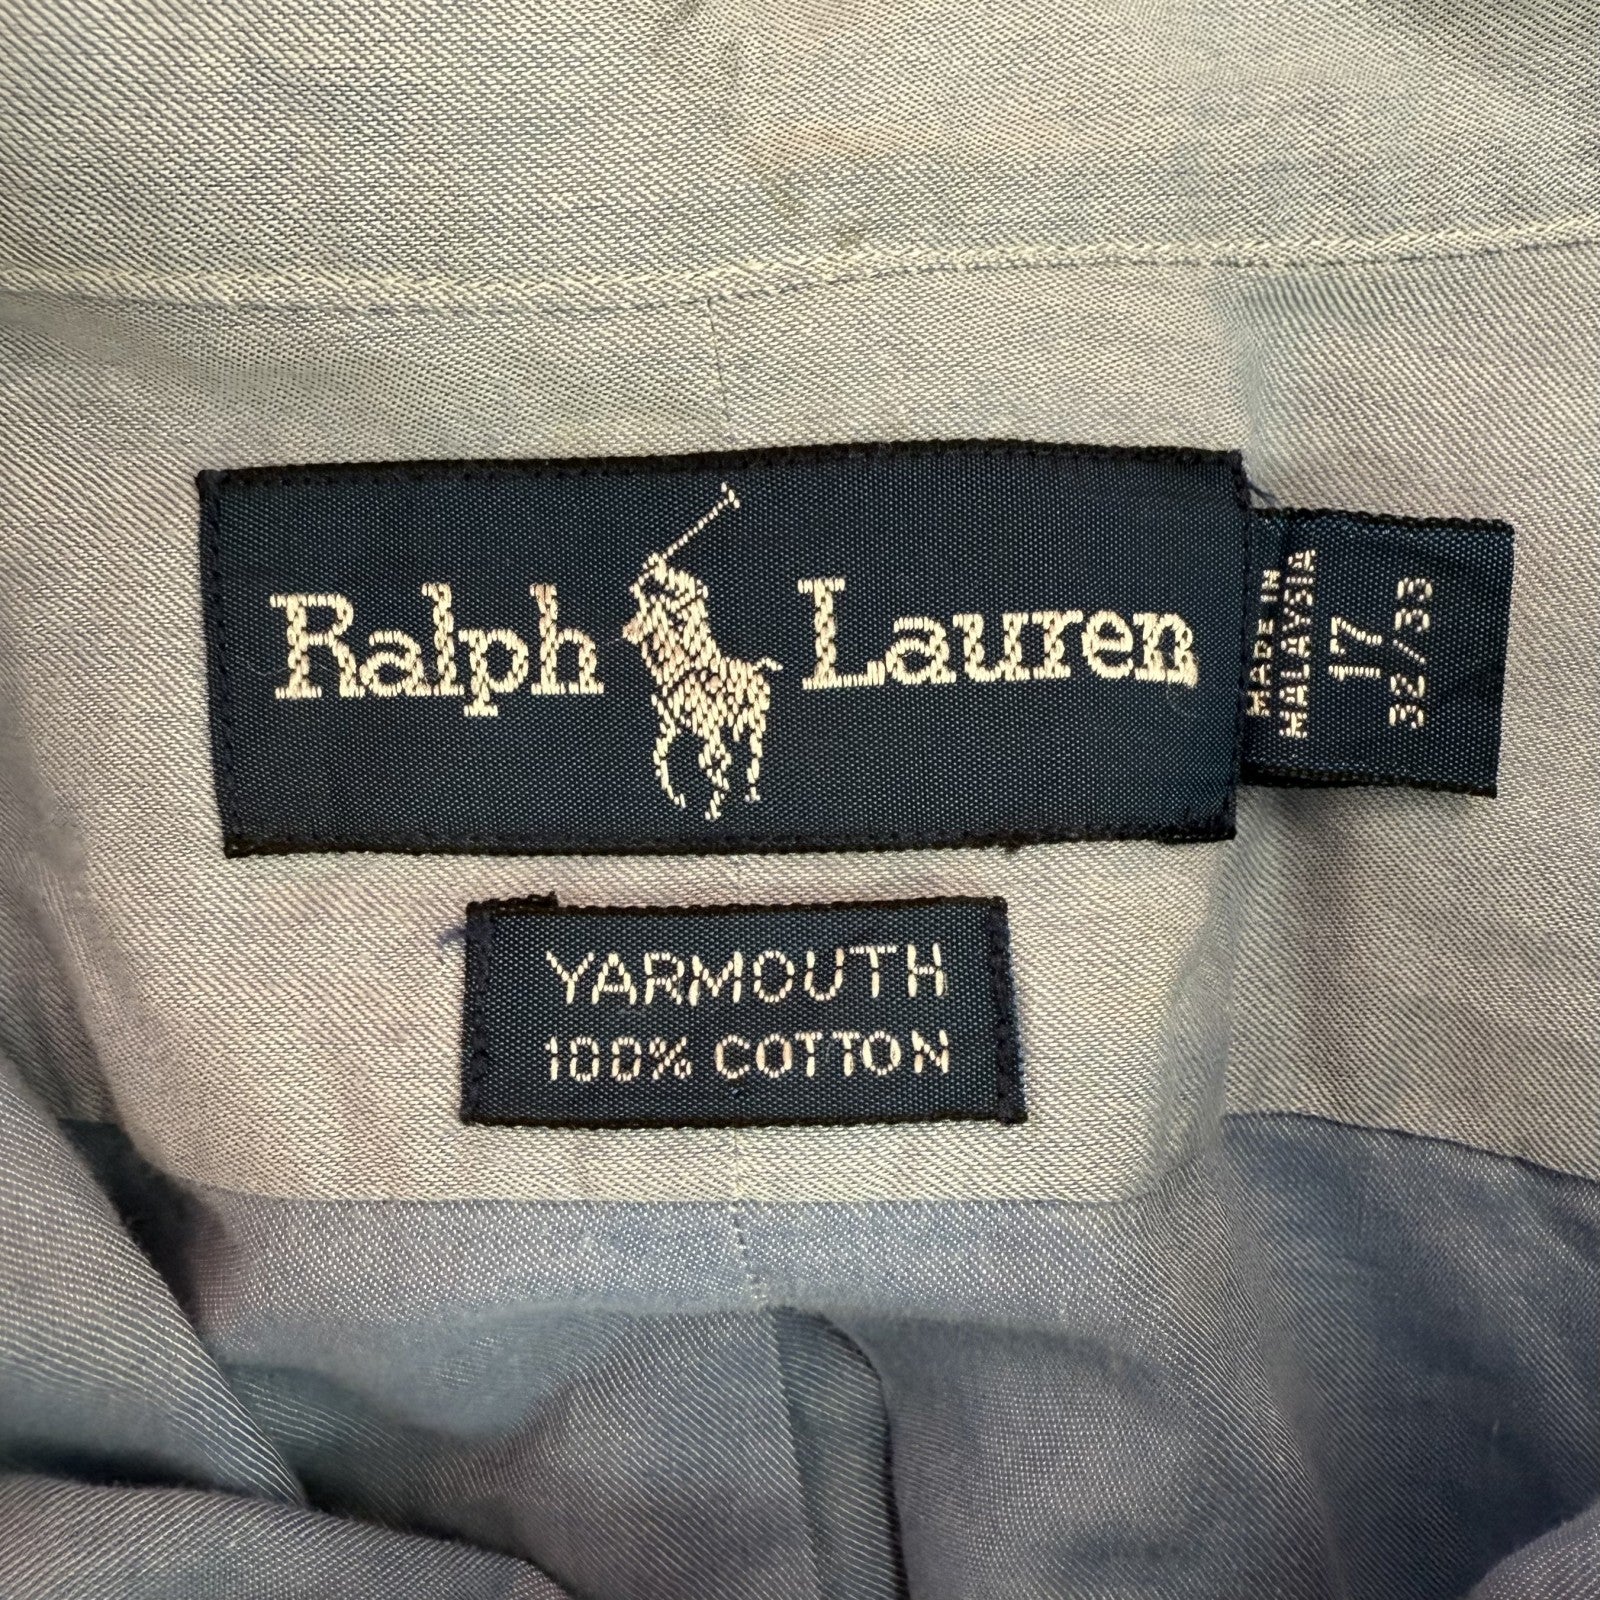 Ralph Lauren
MADE IN
MALAYSIA
17
32/33
YARMOUTH
100% COTTON